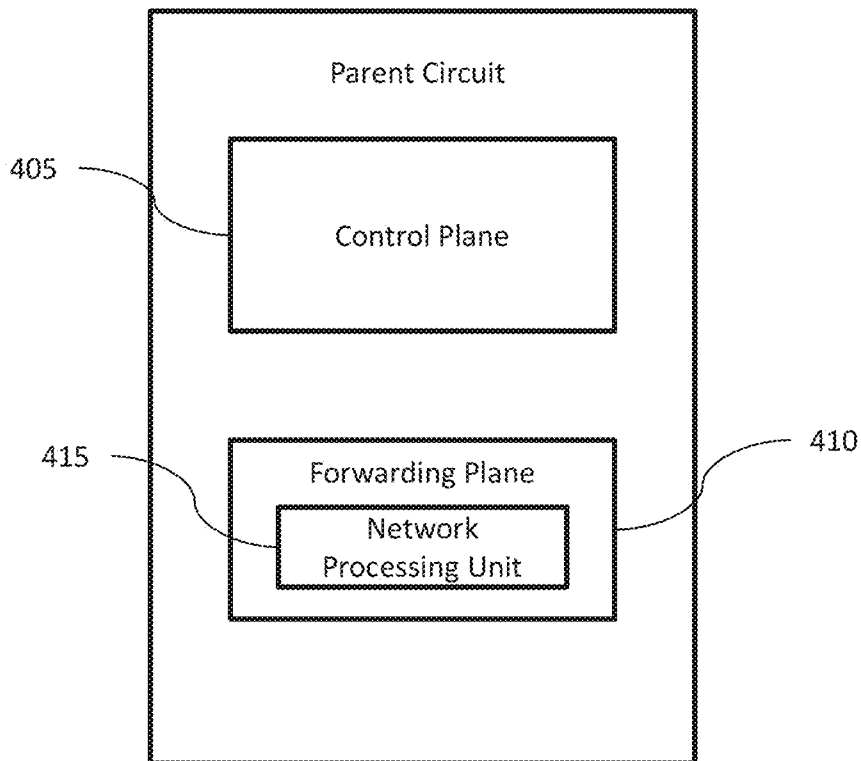 Parent Circuit
405
Control Plane
415
Forwarding Plane
410
Network
Processing Unit